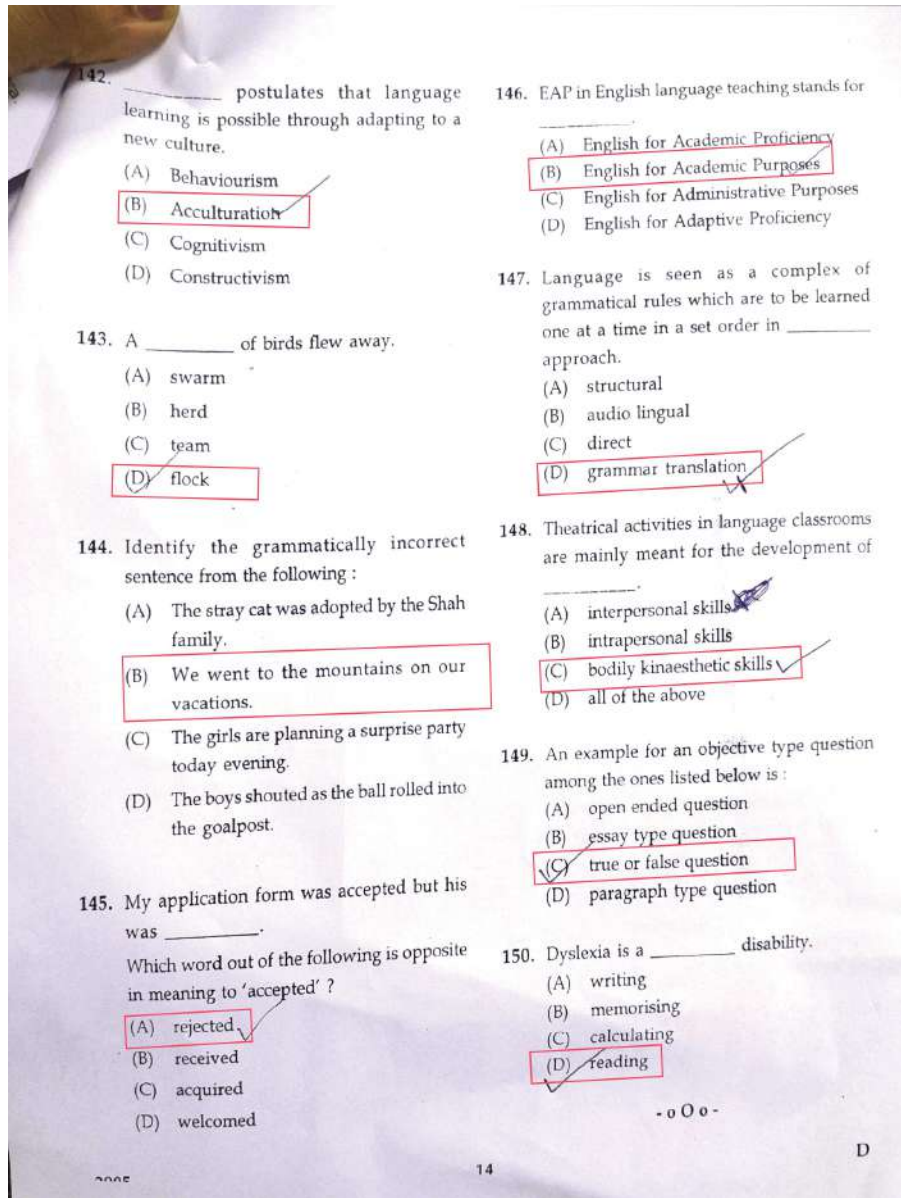 142. ________ postulates that language
learning is possible through adapting to a
new culture.
(A) Behaviourism
(B) Acculturation
(C) Cognitivism
(D) Constructivism
143. A ________ of birds flew away.
(A) swarm
(B) herd
(C) team
(D) flock
144. Identify the grammatically incorrect
sentence from the following :
(A) The stray cat was adopted by the Shah
family.
(B) We went to the mountains on our
vacations.
(C) The girls are planning a surprise party
today evening.
(D) The boys shouted as the ball rolled into
the goalpost.
145. My application form was accepted but his
was ________.
Which word out of the following is opposite
in meaning to 'accepted' ?
(A) rejected
(B) received
(C) acquired
(D) welcomed
146. EAP in English language teaching stands for
________.
(A) English for Academic Proficiency
(B) English for Academic Purposes
(C) English for Administrative Purposes
(D) English for Adaptive Proficiency
147. Language is seen as a complex of
grammatical rules which are to be learned
one at a time in a set order in ________
approach.
(A) structural
(B) audio lingual
(C) direct
(D) grammar translation
148. Theatrical activities in language classrooms
are mainly meant for the development of
________.
(A) interpersonal skills
(B) intrapersonal skills
(C) bodily kinaesthetic skills
(D) all of the above
149. An example for an objective type question
among the ones listed below is :
(A) open ended question
(B) essay type question
(C) true or false question
(D) paragraph type question
150. Dyslexia is a ________ disability.
(A) writing
(B) memorising
(C) calculating
(D) reading
- o O o -
D
14